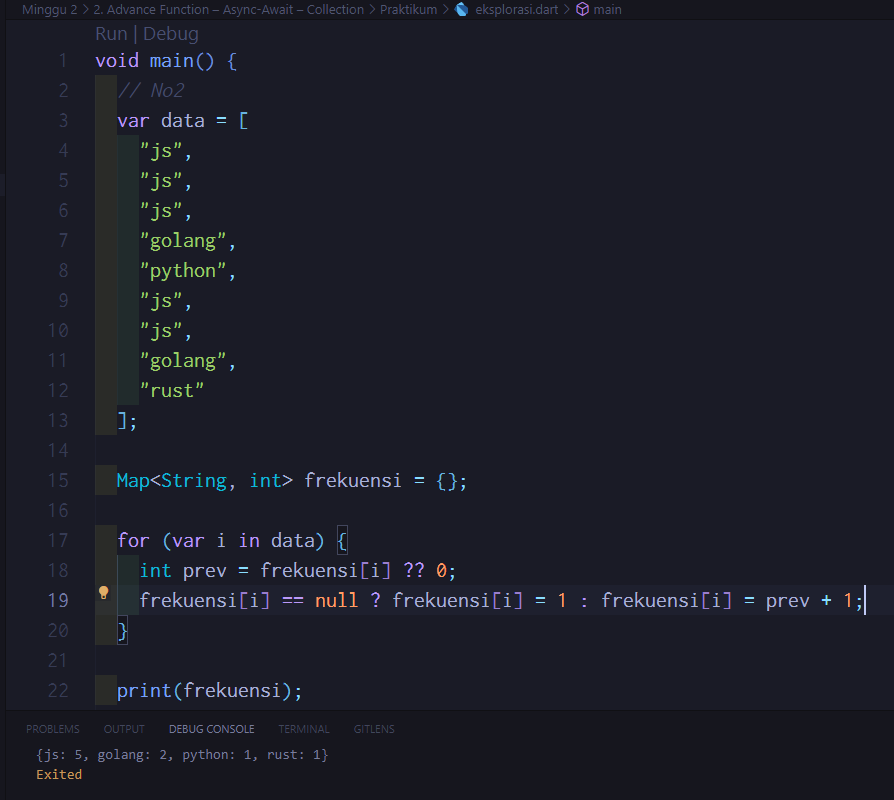 Minggu 2 > 2. Advance Function – Async-Await – Collection > Praktikum > eksplorasi.dart > main
Run | Debug
1 void main() {
2 // No2
3 var data = [
4 "js",
5 "js",
6 "js",
7 "golang",
8 "python",
9 "js",
10 "js",
11 "golang",
12 "rust"
13 ];
14
15 Map<String, int> frekuensi = {};
16
17 for (var i in data) {
18 int prev = frekuensi[i] ?? 0;
19 frekuensi[i] == null ? frekuensi[i] = 1 : frekuensi[i] = prev + 1;
20 }
21
22 print(frekuensi);
PROBLEMS OUTPUT DEBUG CONSOLE TERMINAL GITLENS
{js: 5, golang: 2, python: 1, rust: 1}
Exited